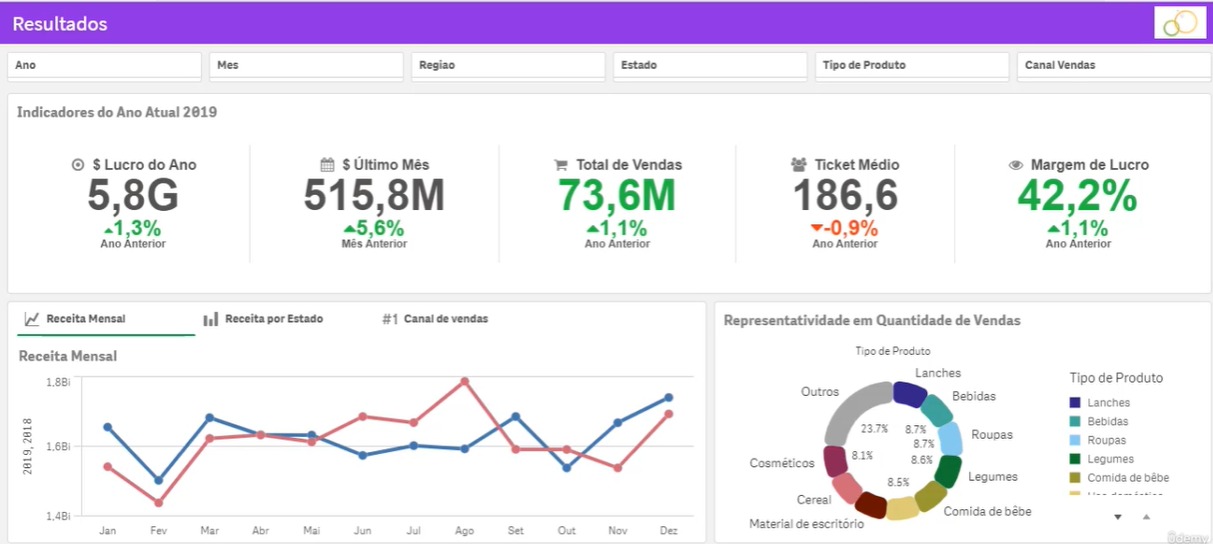 Resultados
Ano
Mes
Regiao
Estado
Tipo de Produto
Canal Vendas
Indicadores do Ano Atual 2019
$ Lucro do Ano
5,8G
1,3%
Ano Anterior
$ Último Mês
515,8M
5,6%
Mês Anterior
Total de Vendas
73,6M
1,1%
Ano Anterior
Ticket Médio
186,6
-0,9%
Ano Anterior
Margem de Lucro
42,2%
1,1%
Ano Anterior
Receita Mensal
Receita por Estado
#1 Canal de vendas
Receita Mensal
2019, 2018
1,8Bi
1,6Bi
1,4Bi
Jan Fev Mar Abr Mai Jun Jul Ago Set Out Nov Dez
Representatividade em Quantidade de Vendas
Tipo de Produto
Lanches
Bebidas
Roupas
Legumes
Comida de bêbe
Material de escritório
Cereal
Cosméticos
Outros
23.7%
8.7%
8.7%
8.6%
8.5%
8.1%
Tipo de Produto
Lanches
Bebidas
Roupas
Legumes
Comida de bêbe
ûdemy